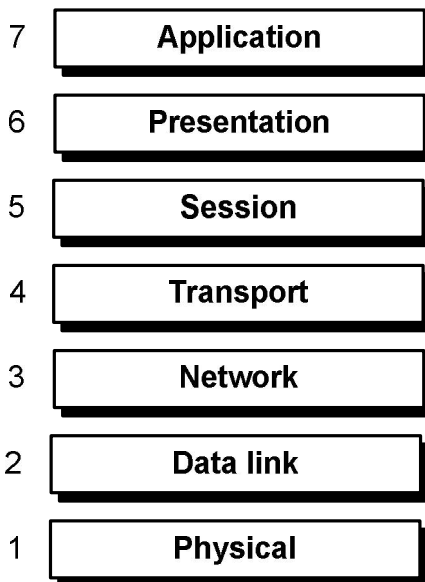 7 Application
6 Presentation
5 Session
4 Transport
3 Network
2 Data link
1 Physical